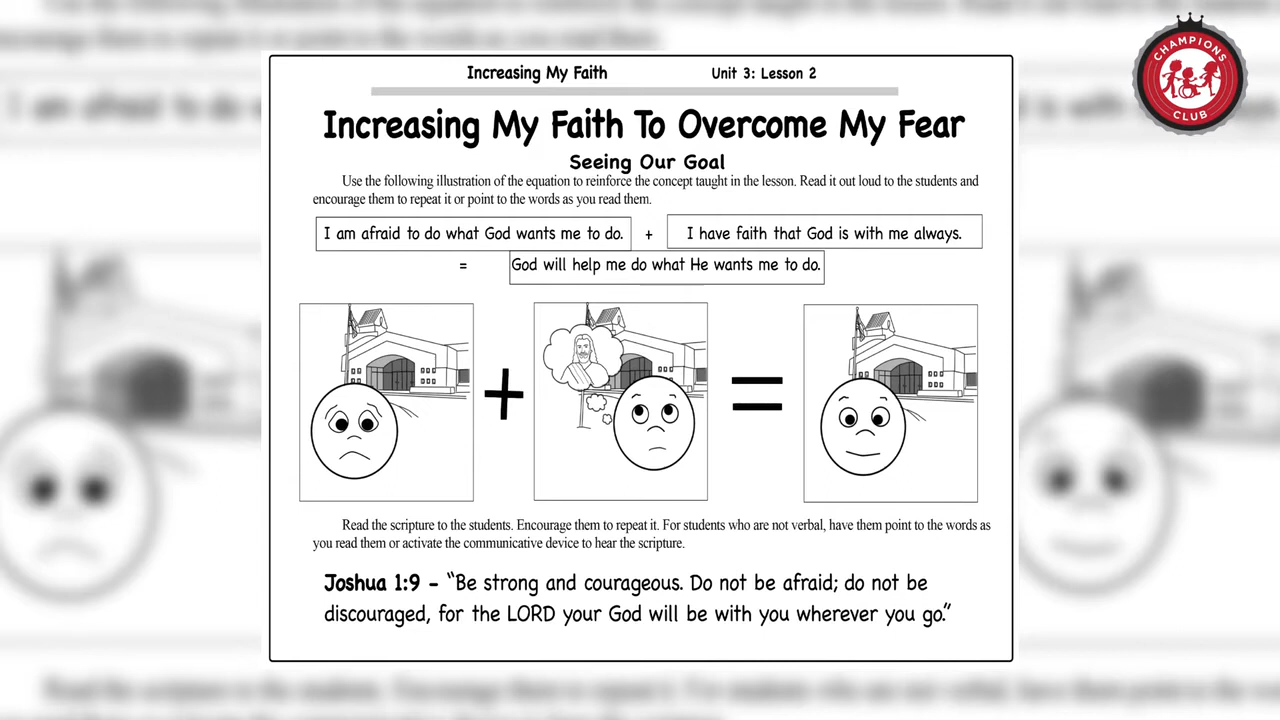 Increasing My Faith Unit 3: Lesson 2
Increasing My Faith To Overcome My Fear
Seeing Our Goal
Use the following illustration of the equation to reinforce the concept taught in the lesson. Read it out loud to the students and
encourage them to repeat it or point to the words as you read them.
I am afraid to do what God wants me to do. + I have faith that God is with me always.
= God will help me do what He wants me to do.
+ =
Read the scripture to the students. Encourage them to repeat it. For students who are not verbal, have them point to the words as
you read them or activate the communicative device to hear the scripture.
Joshua 1:9 - “Be strong and courageous. Do not be afraid; do not be
discouraged, for the LORD your God will be with you wherever you go.”
CHAMPIONS
CLUB